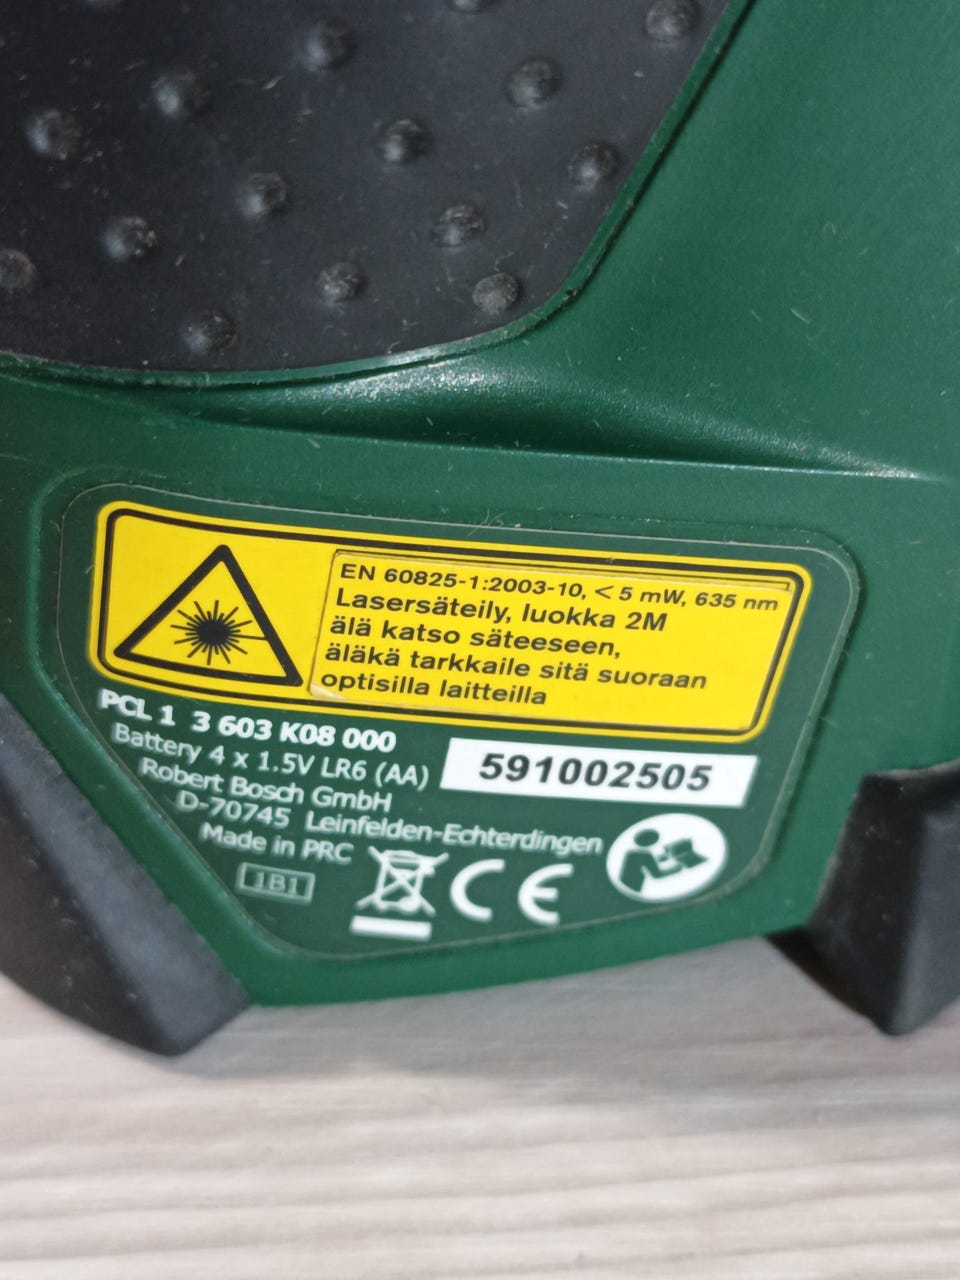 EN 60825-1:2003-10, < 5 mW, 635 nm
Lasersäteily, luokka 2M
älä katso säteeseen,
äläkä tarkkaile sitä suoraan
optisilla laitteilla
PCL 1 3 603 K08 000
Battery 4 x 1.5V LR6 (AA)
591002505
Robert Bosch GmbH
D-70745 Leinfelden-Echterdingen
Made in PRC
1B1
CE